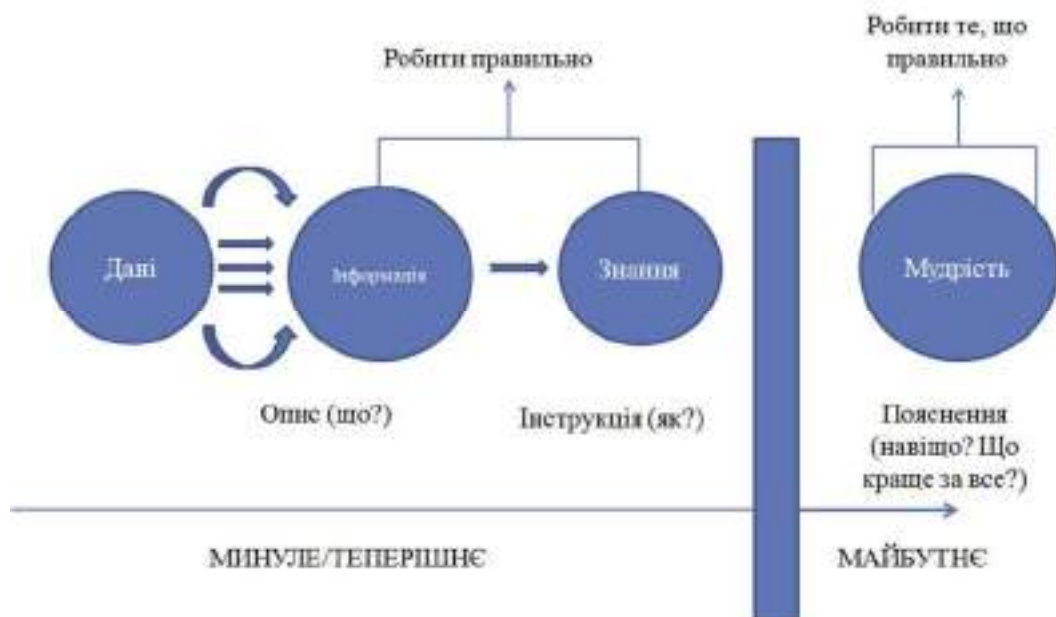 Робити правильно
Робити те, що
правильно
Дані
Інформація
Знання
Мудрість
Опис (що?)
Інструкція (як?)
Пояснення
(навіщо? Що
краще за все?)
МИНУЛЕ/ТЕПЕРІШНЄ
МАЙБУТНЄ